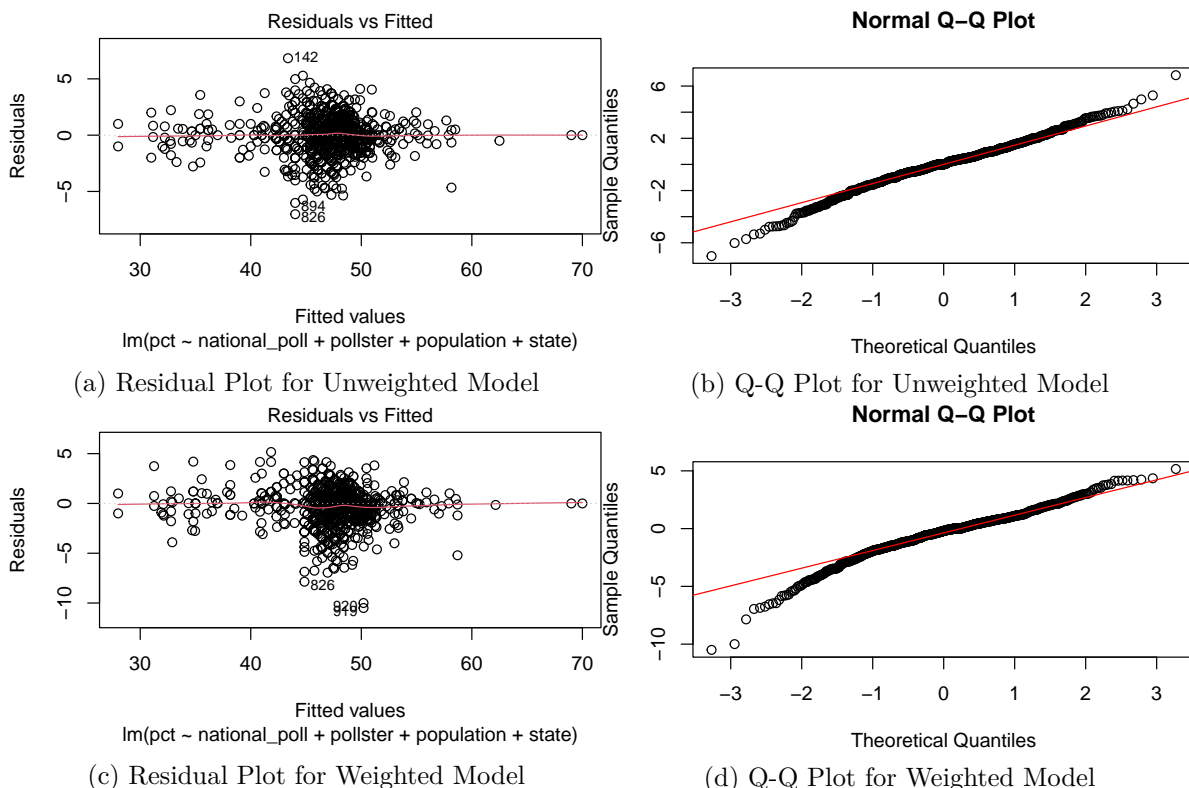 Residuals vs Fitted
Residuals
5
0
−5
142
894
826
30 40 50 60 70
Fitted values
lm(pct ~ national_poll + pollster + population + state)
(a) Residual Plot for Unweighted Model
Normal Q−Q Plot
Sample Quantiles
6
2
−2
−6
−3 −2 −1 0 1 2 3
Theoretical Quantiles
(b) Q-Q Plot for Unweighted Model
Residuals vs Fitted
Residuals
5
0
−5
−10
826
920
919
30 40 50 60 70
Fitted values
lm(pct ~ national_poll + pollster + population + state)
(c) Residual Plot for Weighted Model
Normal Q−Q Plot
Sample Quantiles
5
0
−5
−10
−3 −2 −1 0 1 2 3
Theoretical Quantiles
(d) Q-Q Plot for Weighted Model